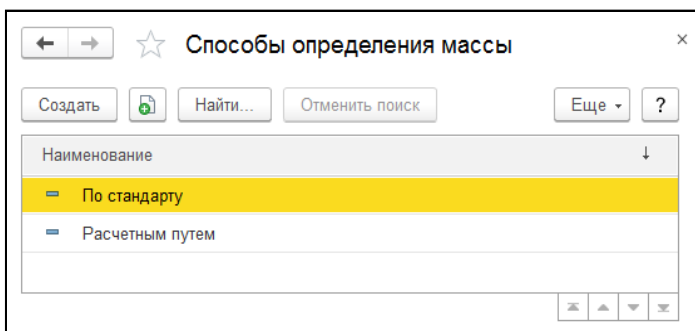 Способы определения массы
Создать Найти... Отменить поиск Еще ?
Наименование
По стандарту
Расчетным путем